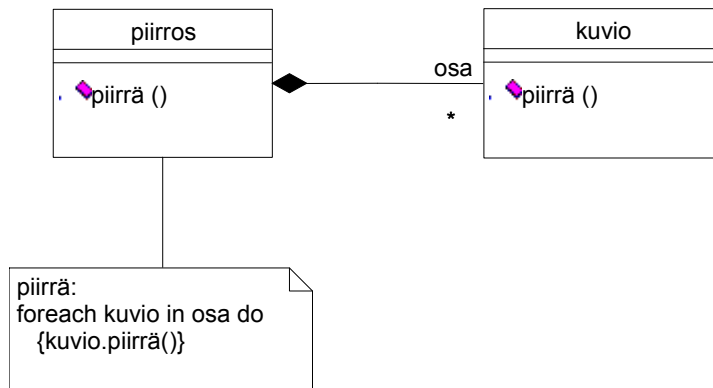 piirros
piirrä ()
osa
*
kuvio
piirrä ()
piirrä:
foreach kuvio in osa do
{kuvio.piirrä()}